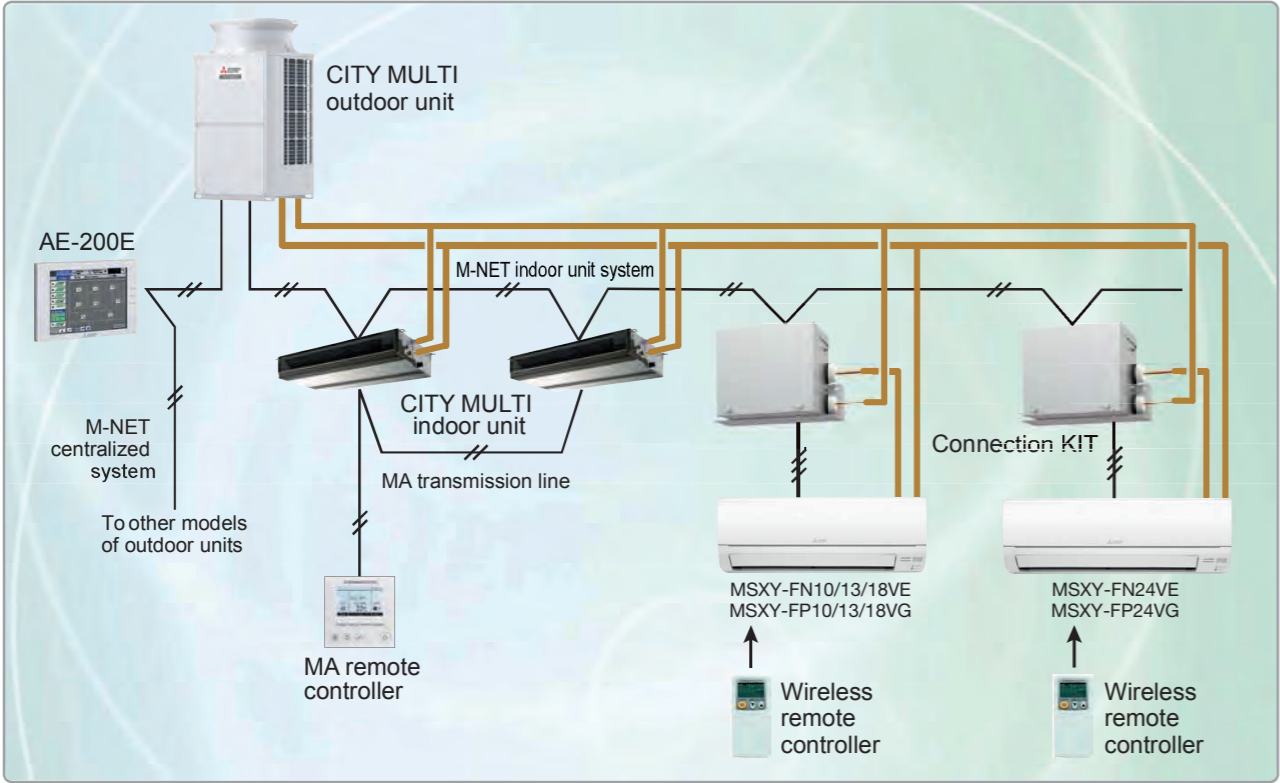 CITY MULTI
outdoor unit
AE-200E
M-NET indoor unit system
M-NET
centralized
system
To other models
of outdoor units
CITY MULTI
indoor unit
MA transmission line
MA remote
controller
Connection KIT
MSXY-FN10/13/18VE
MSXY-FP10/13/18VG
MSXY-FN24VE
MSXY-FP24VG
Wireless
remote
controller
Wireless
remote
controller